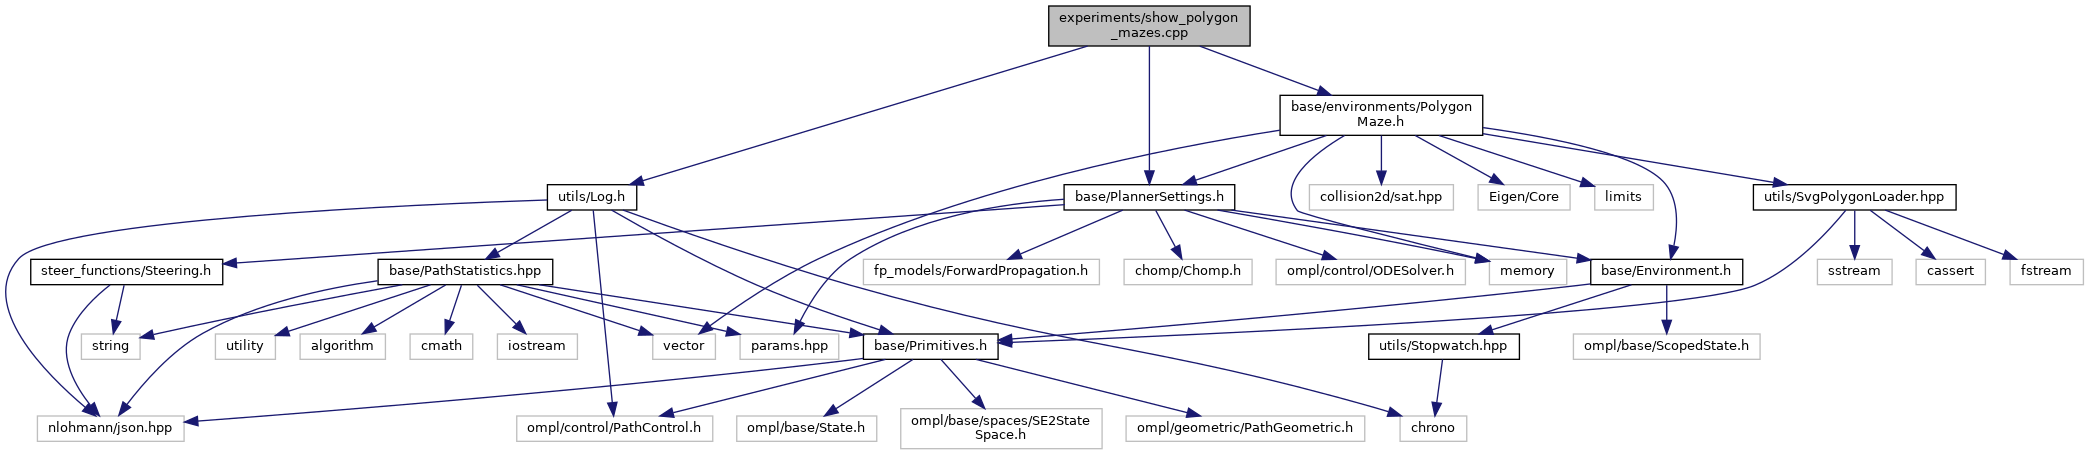 experiments/show_polygon
_mazes.cpp
base/environments/Polygon
Maze.h
utils/Log.h
base/PlannerSettings.h
collision2d/sat.hpp
Eigen/Core
limits
utils/SvgPolygonLoader.hpp
steer_functions/Steering.h
base/PathStatistics.hpp
fp_models/ForwardPropagation.h
chomp/Chomp.h
ompl/control/ODESolver.h
memory
base/Environment.h
sstream
cassert
fstream
string
utility
algorithm
cmath
iostream
vector
params.hpp
base/Primitives.h
utils/Stopwatch.hpp
ompl/base/ScopedState.h
nlohmann/json.hpp
ompl/control/PathControl.h
ompl/base/State.h
ompl/base/spaces/SE2State
Space.h
ompl/geometric/PathGeometric.h
chrono